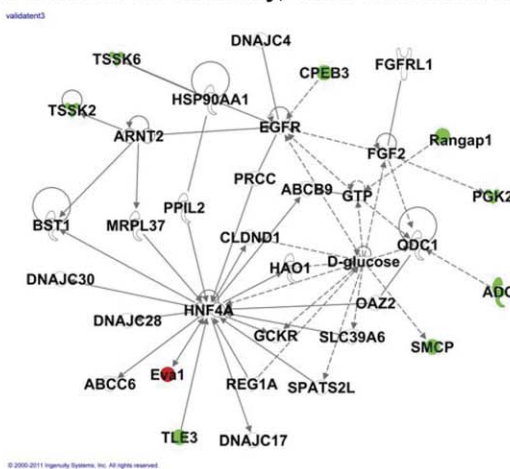 validatent3
DNAJC4
TSSK6
CPEB3
FGFRL1
HSP90AA1
TSSK2
ARNT2
EGFR
Rangap1
FGF2
PRCC
ABCB9
GTP
PGK2
PPIL2
BST1
MRPL37
CLDND1
ODC1
HAO1
D-glucose
DNAJC30
ADC
OAZ2
HNF4A
DNAJC28
GCKR
SLC39A6
SMCP
Eva1
ABCC6
REG1A
SPATS2L
TLE3
DNAJC17
© 2000-2011 Ingenuity Systems, Inc. All rights reserved.